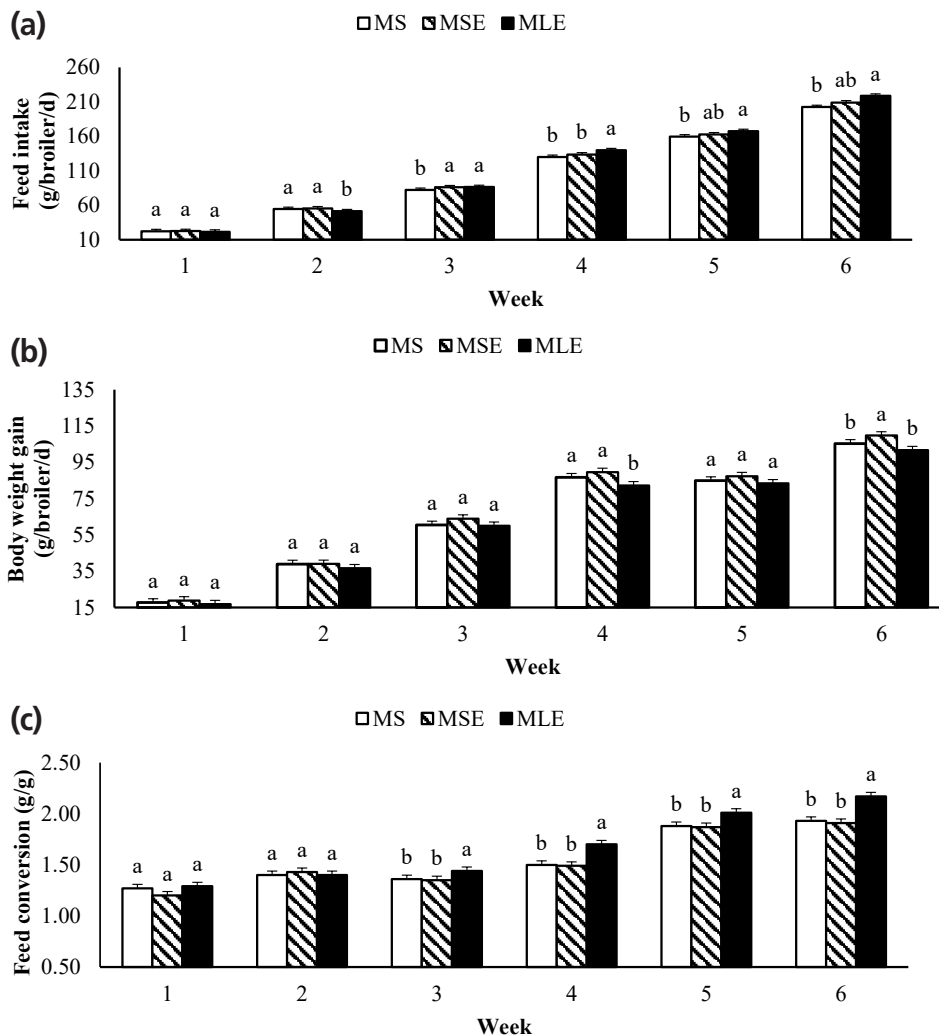 (a)
MS MSE MLE
Feed intake
(g/broiler/d)
260
210
160
110
60
10
a a a a a b b a a b b a b ab a b ab a
1 2 3 4 5 6
Week
(b)
MS MSE MLE
Body weight gain
(g/broiler/d)
135
115
95
75
55
35
15
a a a a a a a a a a a b a a a b a b
1 2 3 4 5 6
Week
(c)
MS MSE MLE
Feed conversion (g/g)
2.50
2.00
1.50
1.00
0.50
a a a a a a b b a b b a b b a b b a
1 2 3 4 5 6
Week